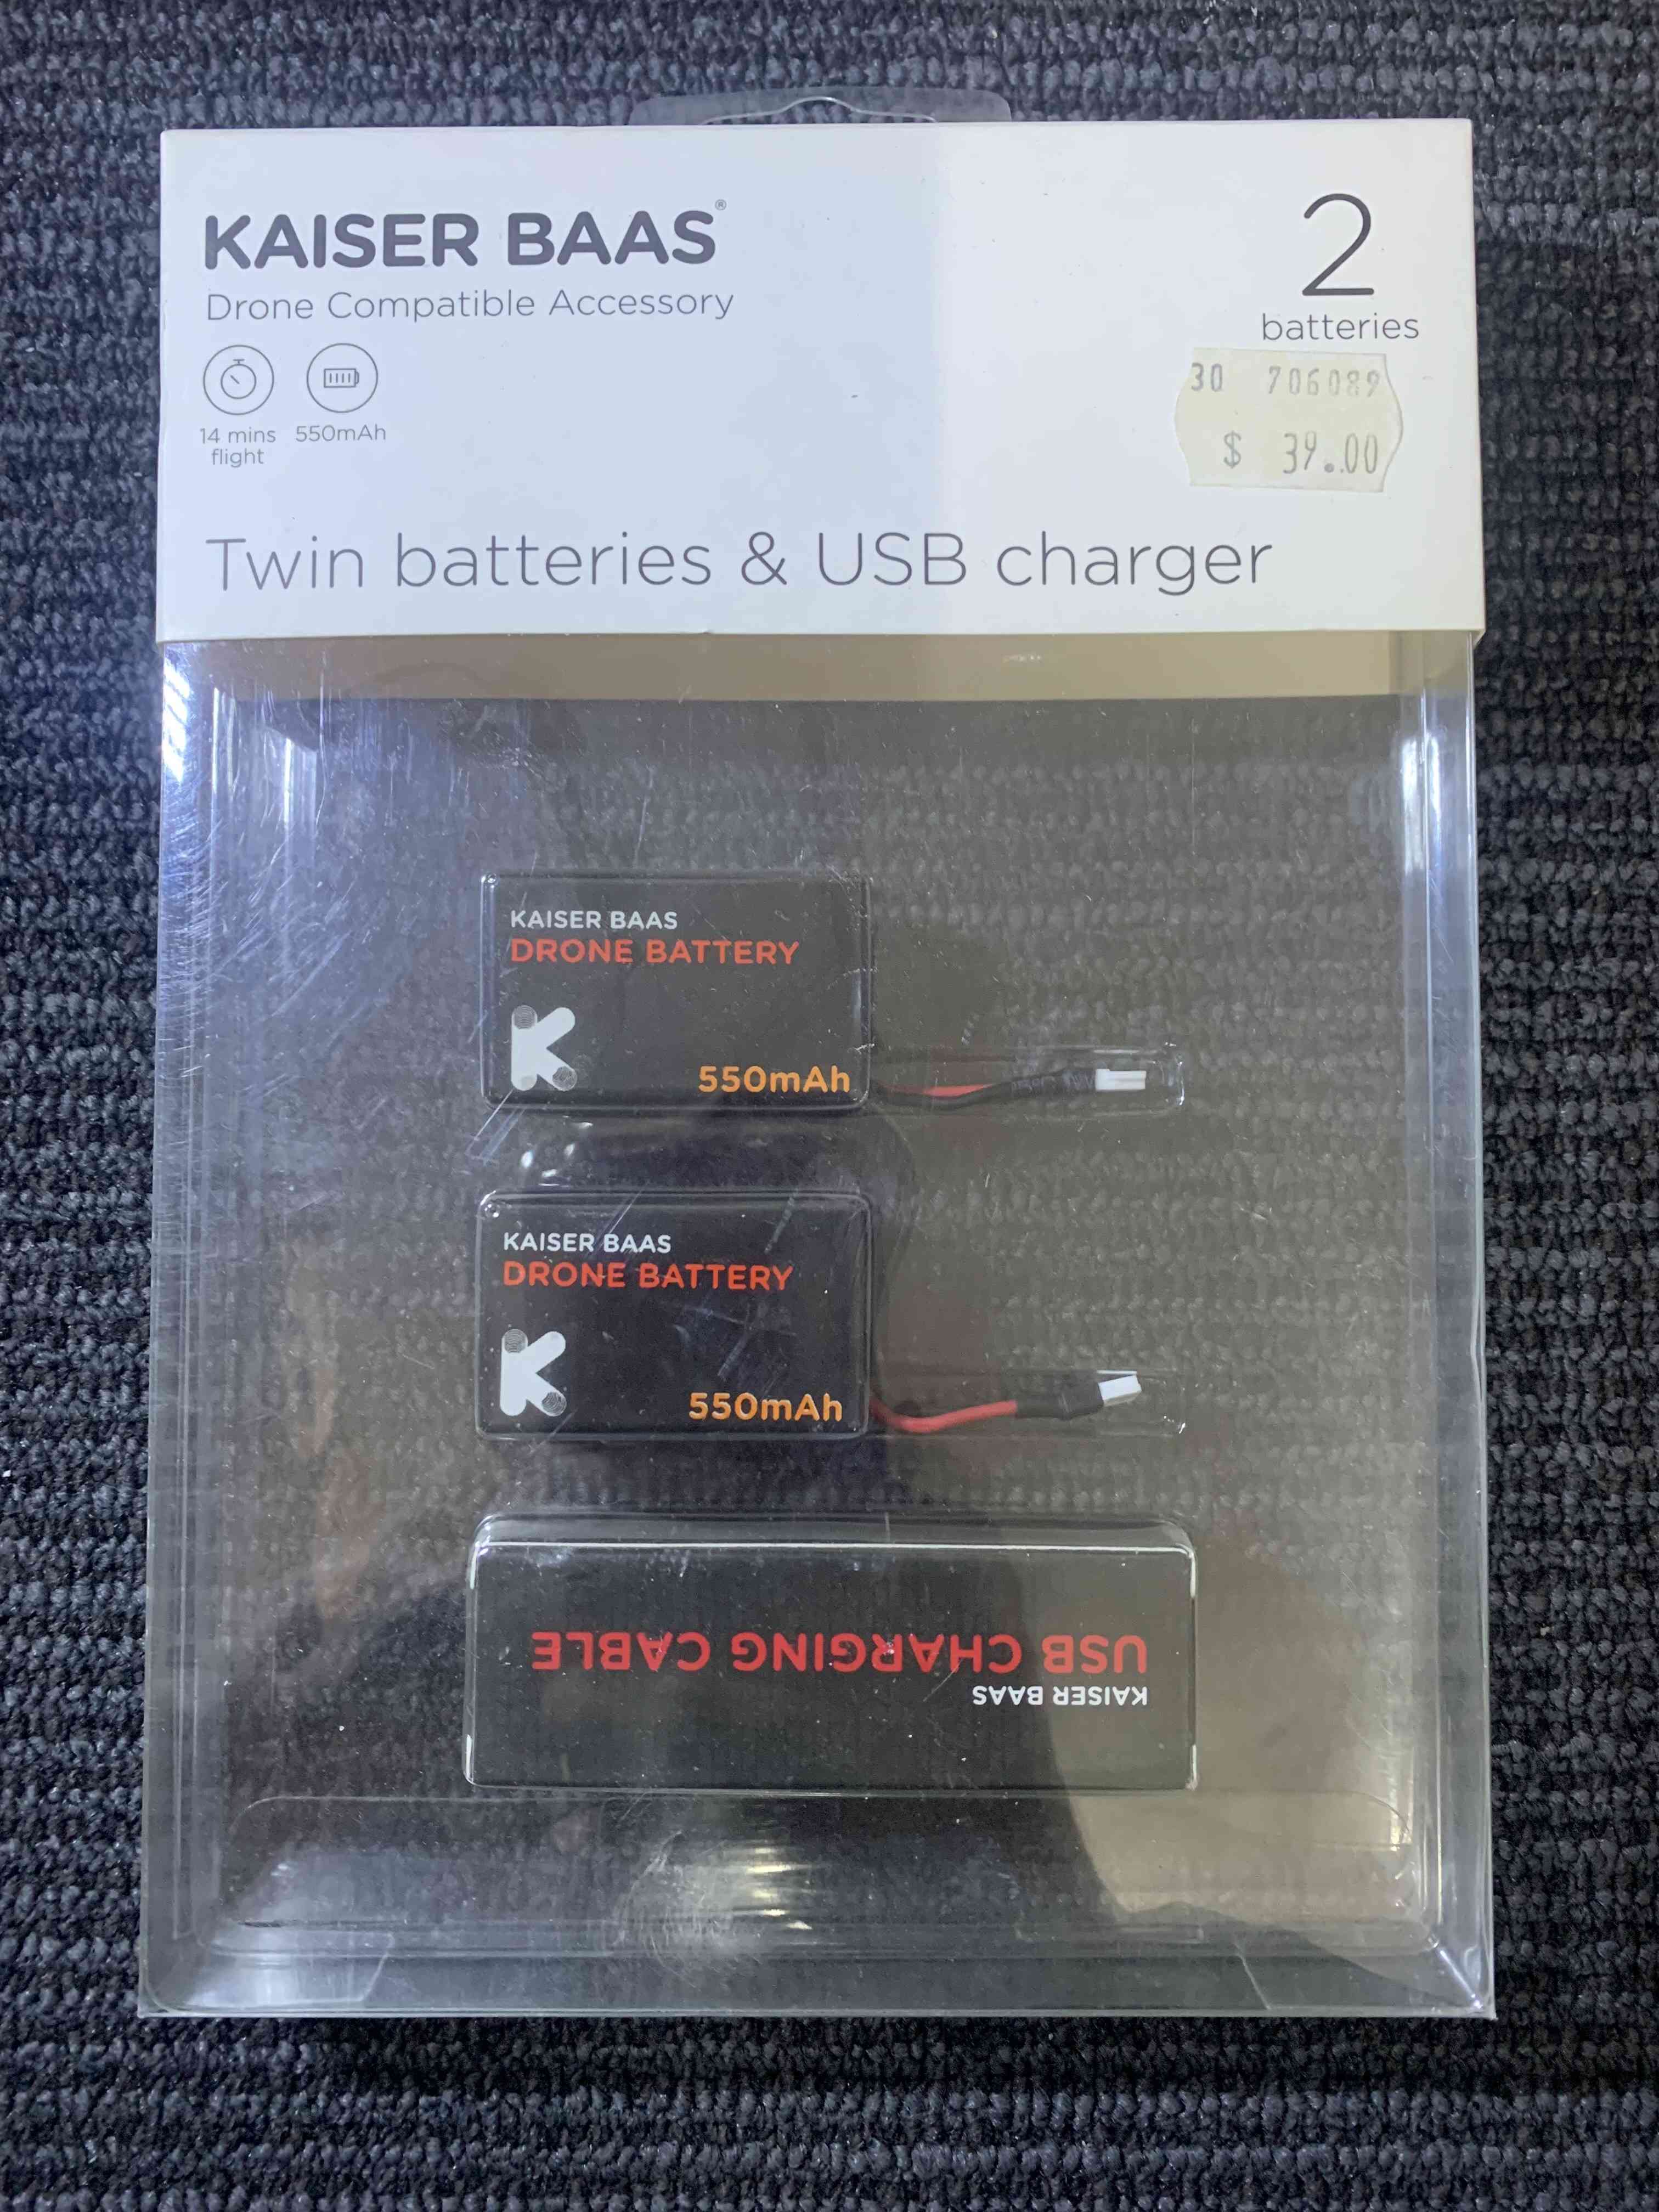 KAISER BAAS®
Drone Compatible Accessory
2
batteries
14 mins
flight
550mAh
30 706089
$ 39.00
Twin batteries & USB charger
KAISER BAAS
DRONE BATTERY
550mAh
KAISER BAAS
DRONE BATTERY
550mAh
KAISER BAAS
USB CHARGING CABLE